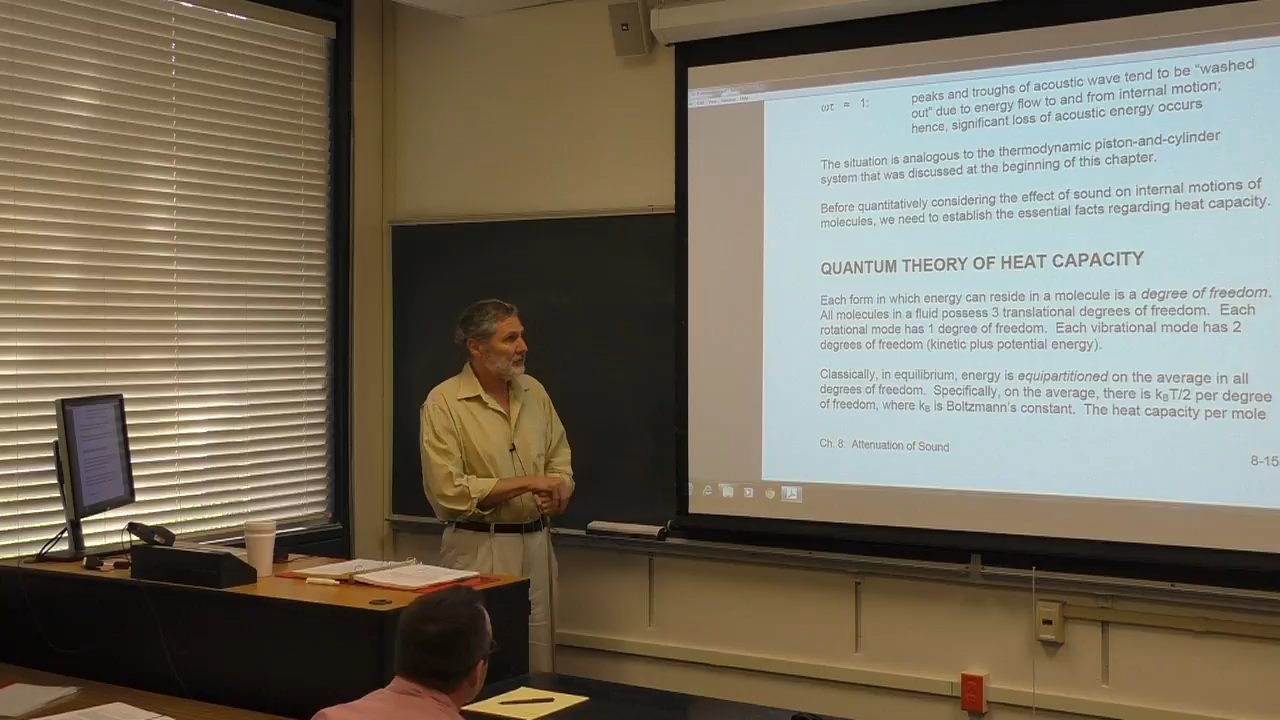 peaks and troughs of acoustic wave tend to be “washed
ωτ ≈ 1: out” due to energy flow to and from internal motion;
hence, significant loss of acoustic energy occurs
The situation is analogous to the thermodynamic piston-and-cylinder
system that was discussed at the beginning of this chapter.
Before quantitatively considering the effect of sound on internal motions of
molecules, we need to establish the essential facts regarding heat capacity.
QUANTUM THEORY OF HEAT CAPACITY
Each form in which energy can reside in a molecule is a degree of freedom.
All molecules in a fluid possess 3 translational degrees of freedom. Each
rotational mode has 1 degree of freedom. Each vibrational mode has 2
degrees of freedom (kinetic plus potential energy).
Classically, in equilibrium, energy is equipartitioned on the average in all
degrees of freedom. Specifically, on the average, there is kBT/2 per degree
of freedom, where kB is Boltzmann's constant. The heat capacity per mole
Ch. 8: Attenuation of Sound
8-15